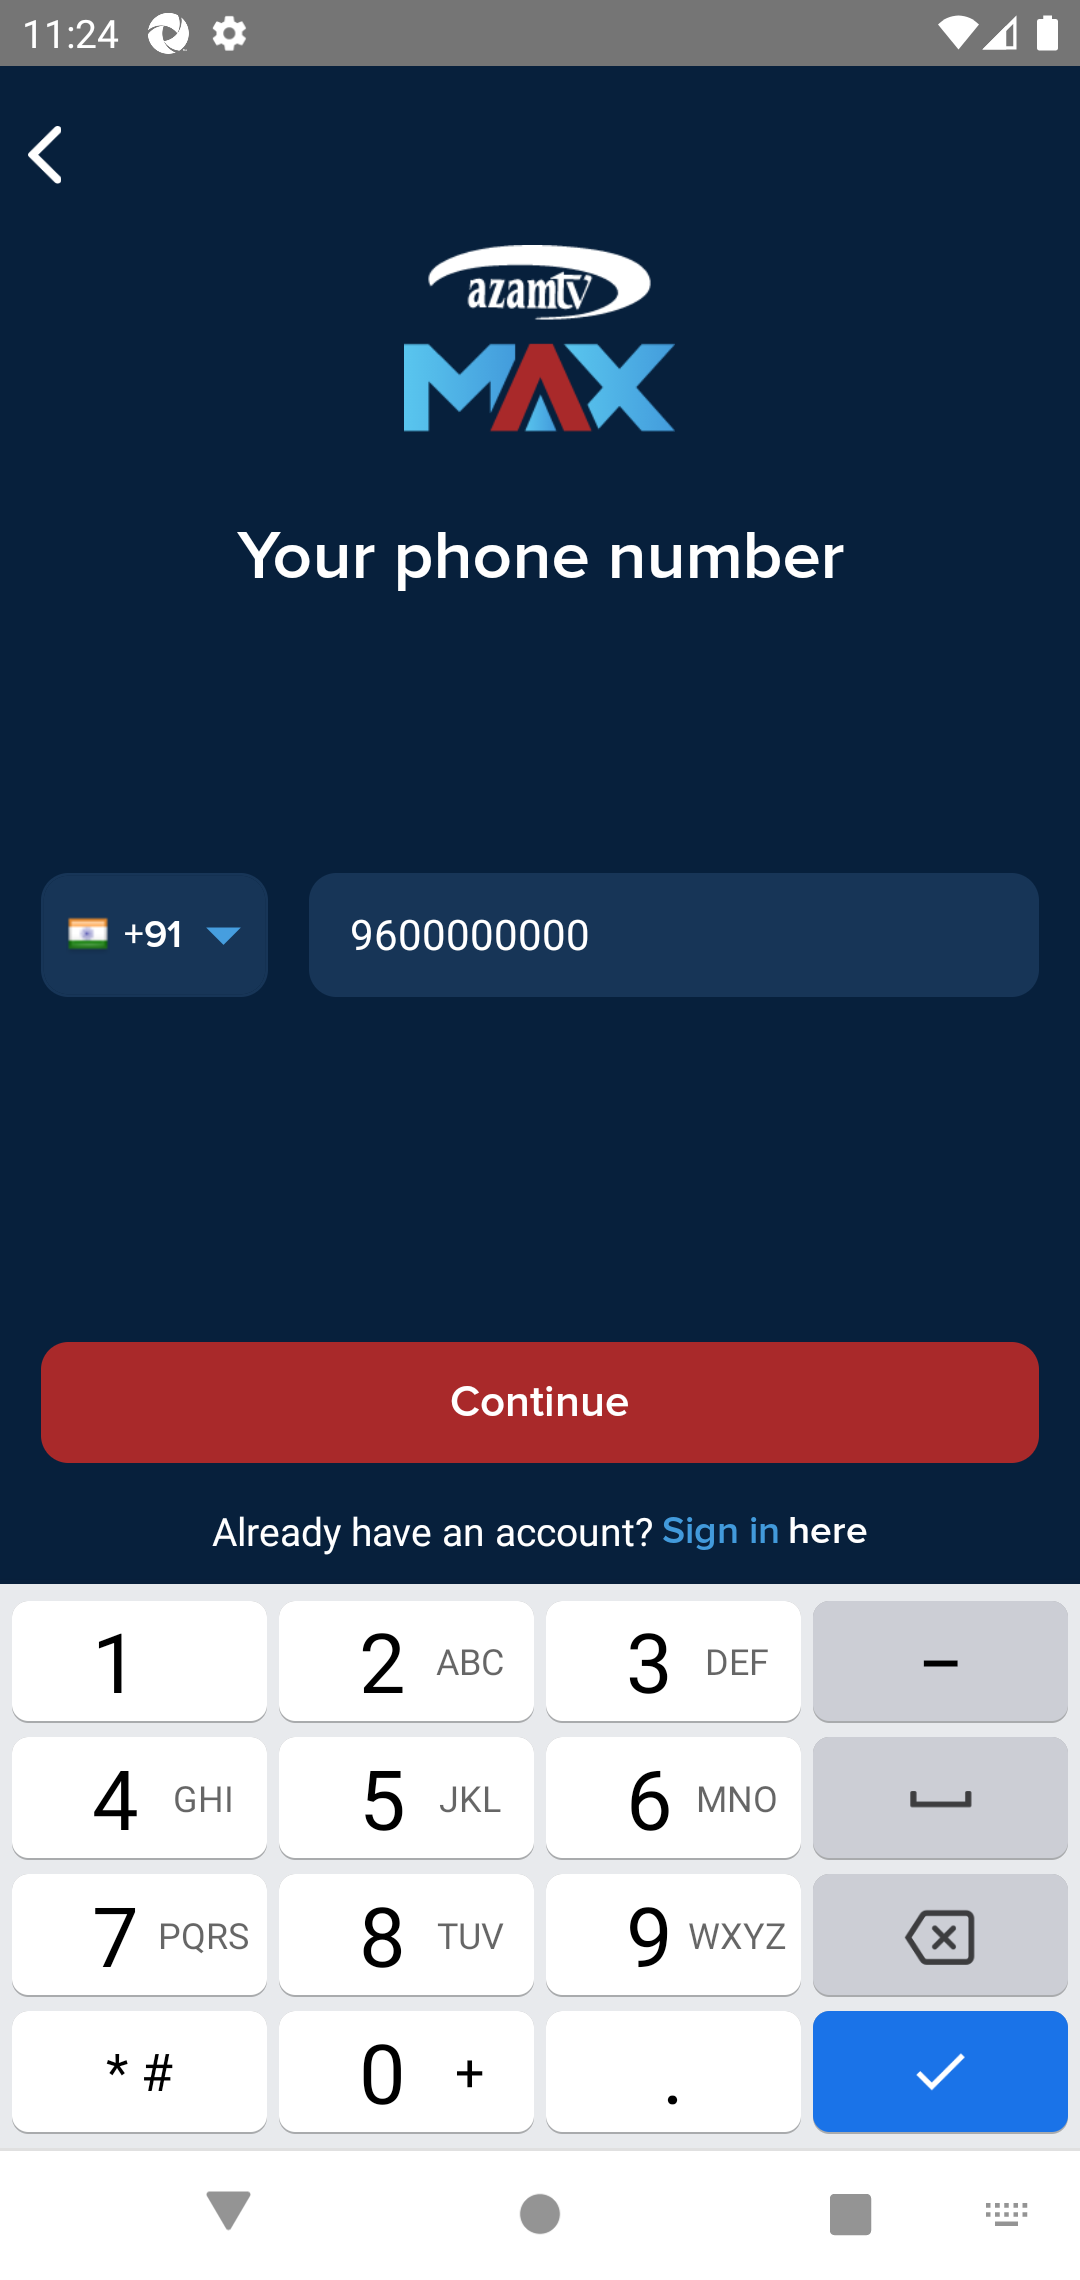 11:24
azamtv
MAX
Your phone number
+91
9600000000
Continue
Already have an account? Sign in here
1 2 ABC 3 DEF –
4 GHI 5 JKL 6 MNO
7 PQRS 8 TUV 9 WXYZ
* # 0 + .